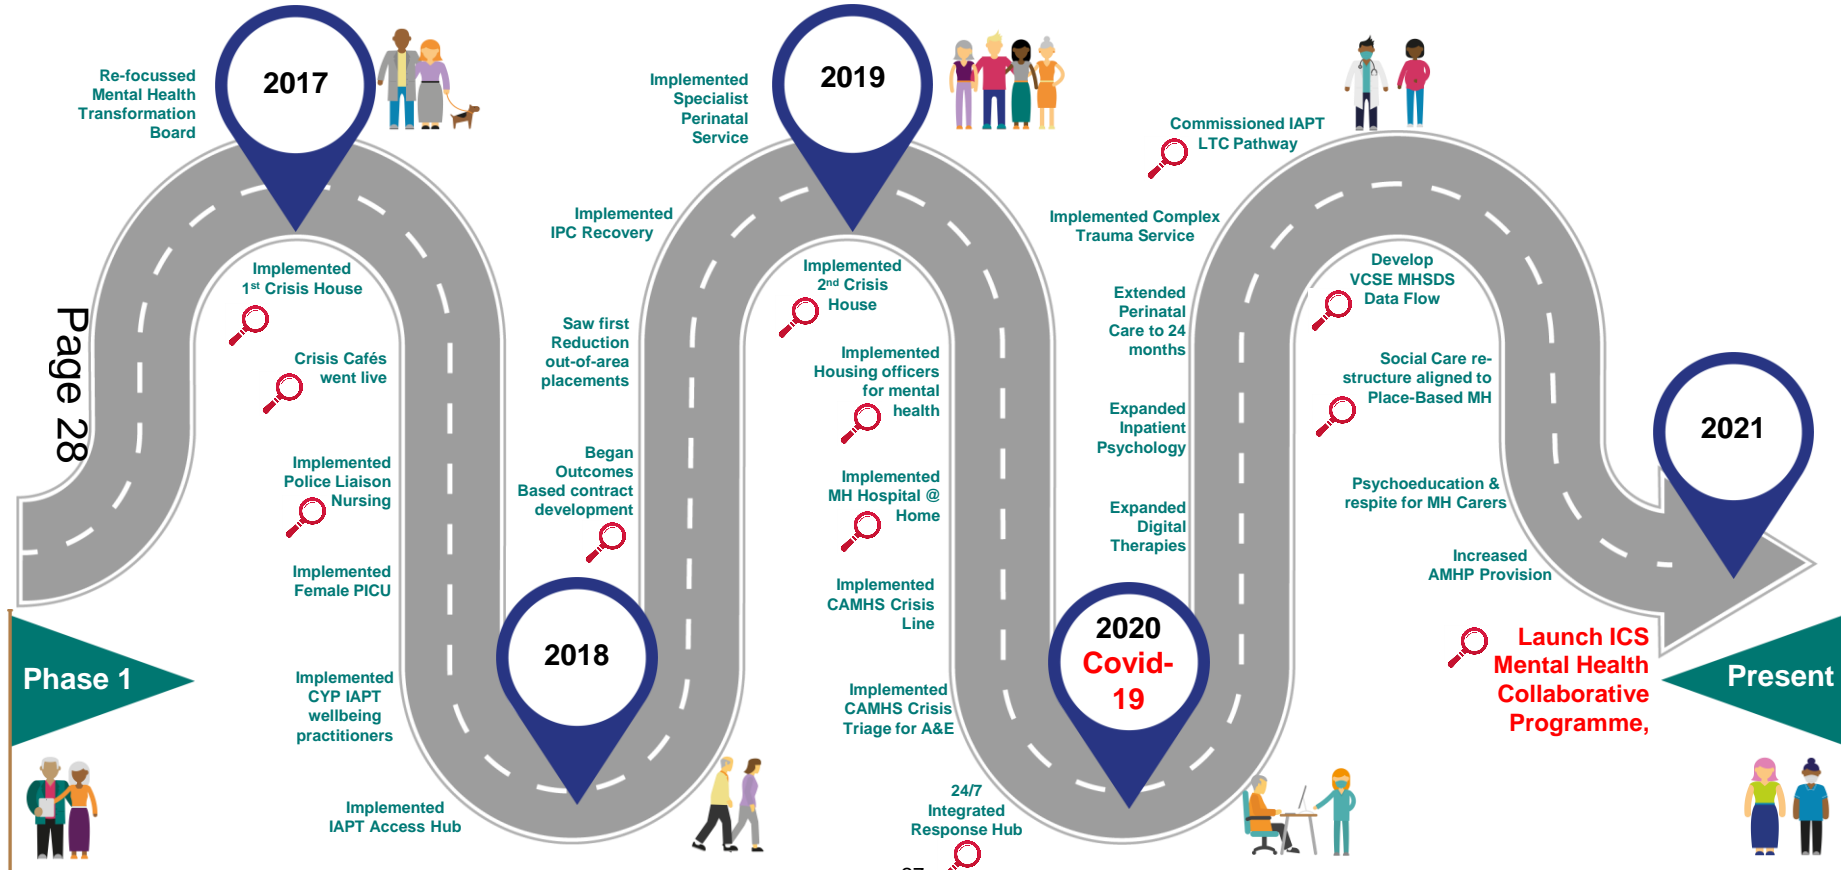 Page 28
Phase 1
Re-focussed
Mental Health
Transformation
Board
2017
Implemented
1st Crisis House
Crisis Cafés
went live
Implemented
Police Liaison
Nursing
Implemented
Female PICU
Implemented
CYP IAPT
wellbeing
practitioners
Implemented
IAPT Access Hub
2018
Began
Outcomes
Based contract
development
Saw first
Reduction
out-of-area
placements
Implemented
IPC Recovery
Implemented
Specialist
Perinatal
Service
2019
Implemented
2nd Crisis
House
Implemented
Housing officers
for mental
health
Implemented
MH Hospital @
Home
Implemented
CAMHS Crisis
Line
Implemented
CAMHS Crisis
Triage for A&E
24/7
Integrated
Response Hub
2020
Covid-
19
Expanded
Digital
Therapies
Expanded
Inpatient
Psychology
Extended
Perinatal
Care to 24
months
Implemented Complex
Trauma Service
Commissioned IAPT
LTC Pathway
Develop
VCSE MHSDS
Data Flow
Social Care re-
structure aligned to
Place-Based MH
Psychoeducation &
respite for MH Carers
Increased
AMHP Provision
2021
Launch ICS
Mental Health
Collaborative
Programme,
Present